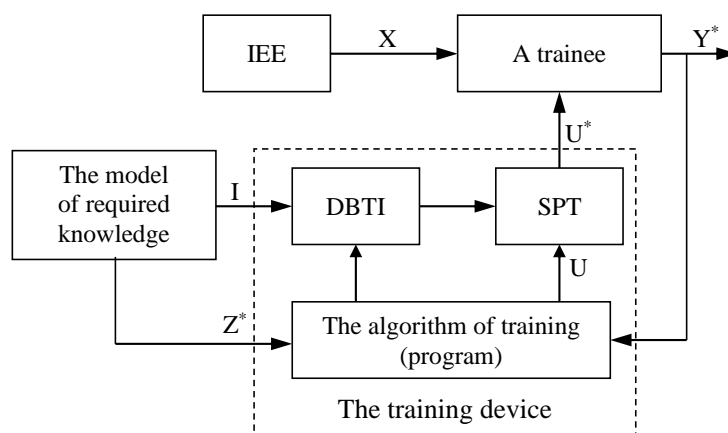 IEE
X
A trainee
Y*
U*
The model
of required
knowledge
I
DBTI
SPT
U
Z*
The algorithm of training
(program)
The training device